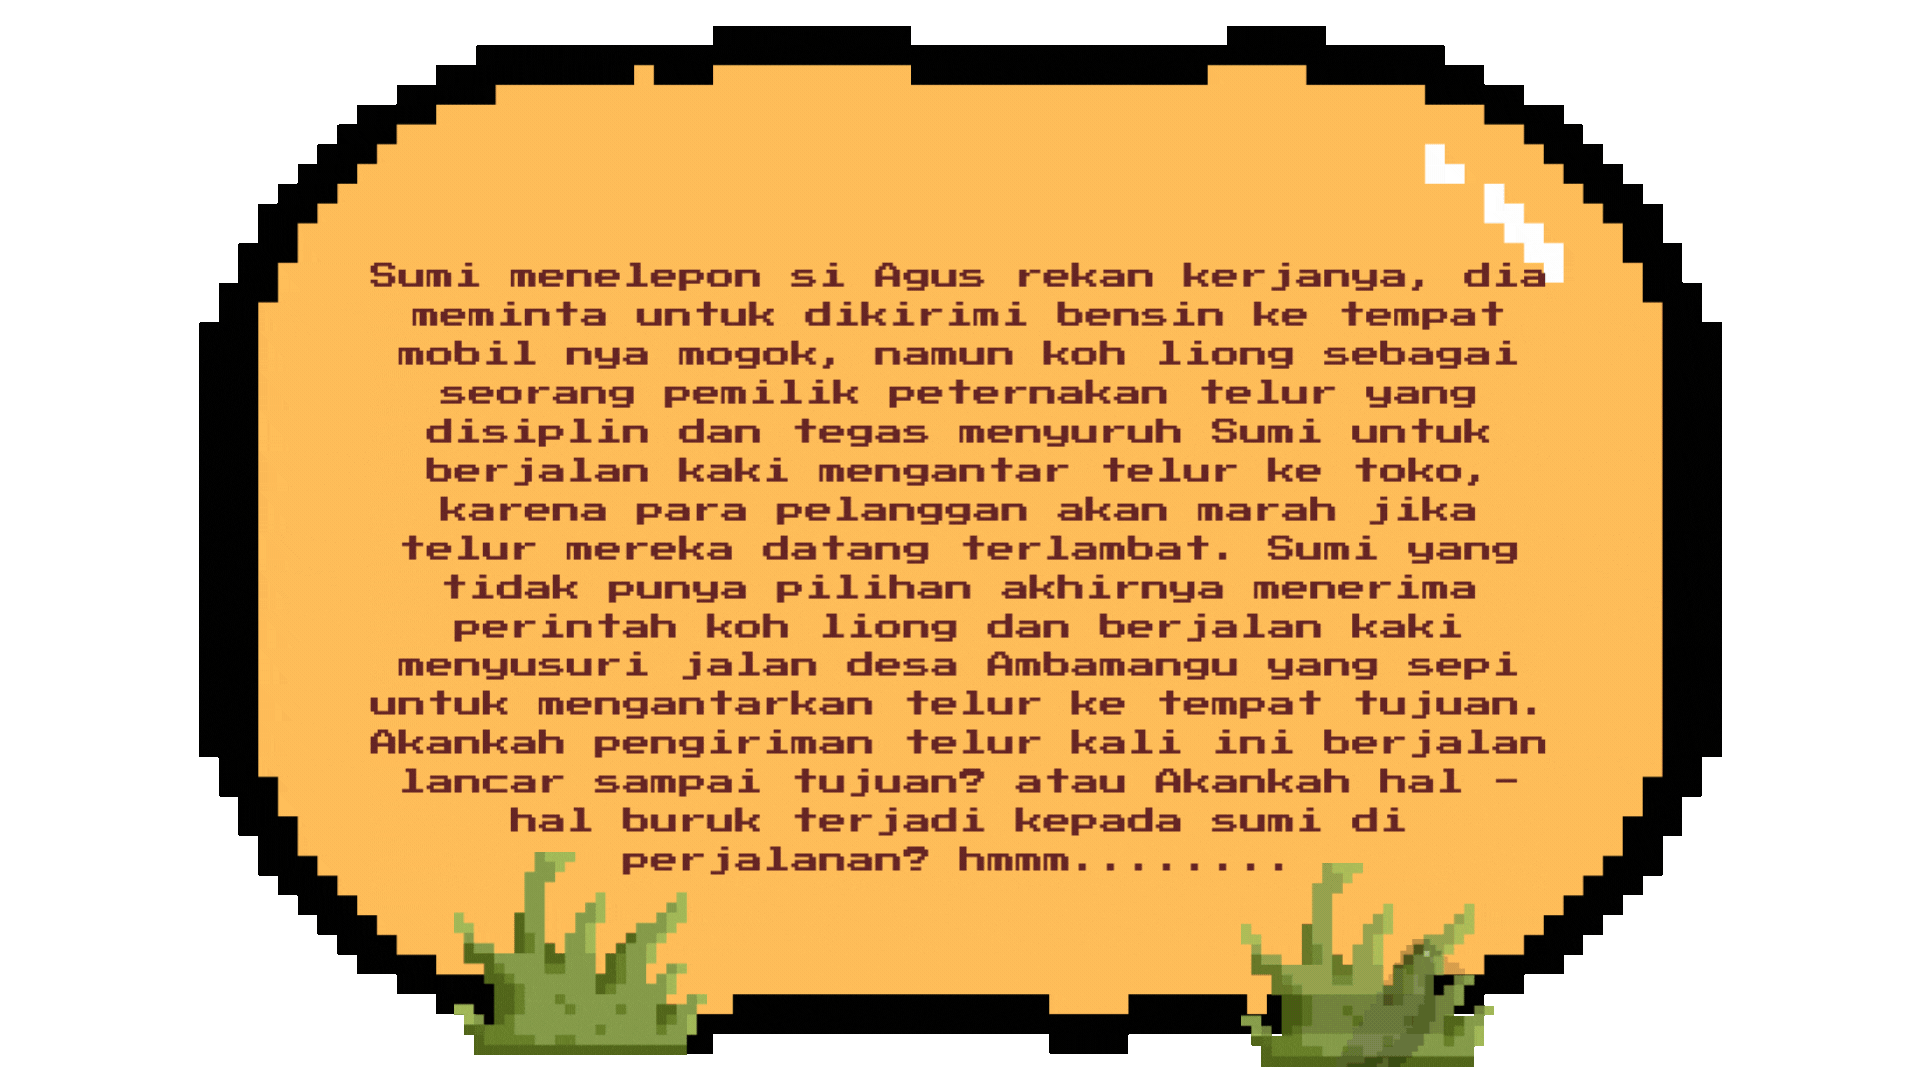 Sumi menelepon si Agus rekan kerjanya, dia
meminta untuk dikirimi bensin ke tempat
mobil nya mogok, namun koh liong sebagai
seorang pemilik peternakan telur yang
disiplin dan tegas menyuruh Sumi untuk
berjalan kaki mengantar telur ke toko,
karena para pelanggan akan marah jika
telur mereka datang terlambat. Sumi yang
tidak punya pilihan akhirnya menerima
perintah koh liong dan berjalan kaki
menyusuri jalan desa Ambamangu yang sepi
untuk mengantarkan telur ke tempat tujuan.
Akankah pengiriman telur kali ini berjalan
lancar sampai tujuan? atau Akankah hal -
hal buruk terjadi kepada sumi di
perjalanan? hmmm........